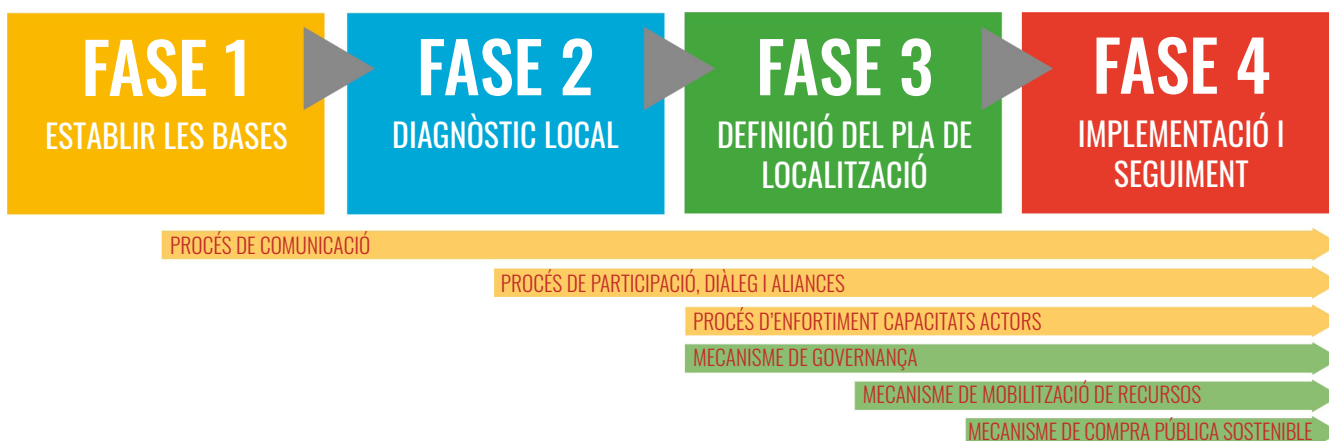 FASE 1
ESTABLIR LES BASES
FASE 2
DIAGNÒSTIC LOCAL
FASE 3
DEFINICIÓ DEL PLA DE
LOCALITZACIÓ
FASE 4
IMPLEMENTACIÓ I
SEGUIMENT
PROCÉS DE COMUNICACIÓ
PROCÉS DE PARTICIPACIÓ, DIÀLEG I ALIANCES
PROCÉS D'ENFORTIMENT CAPACITATS ACTORS
MECANISME DE GOVERNANÇA
MECANISME DE MOBILITZACIÓ DE RECURSOS
MECANISME DE COMPRA PÚBLICA SOSTENIBLE